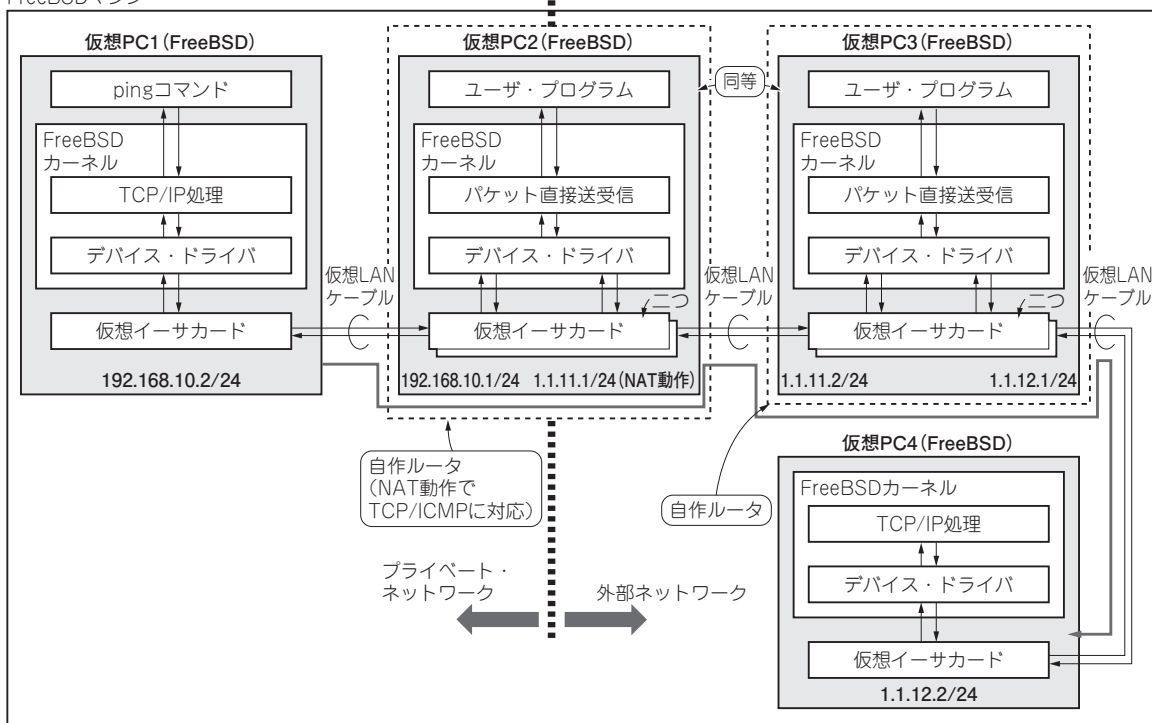 FreeBSDマシン
仮想PC1(FreeBSD)
pingコマンド
FreeBSD
カーネル
TCP/IP処理
デバイス・ドライバ
仮想イーサカード
192.168.10.2/24
仮想LAN
ケーブル
仮想PC2(FreeBSD)
ユーザ・プログラム
FreeBSD
カーネル
パケット直接送受信
デバイス・ドライバ
二つ
仮想イーサカード
192.168.10.1/24 1.1.11.1/24(NAT動作)
同等
仮想LAN
ケーブル
仮想PC3(FreeBSD)
ユーザ・プログラム
FreeBSD
カーネル
パケット直接送受信
デバイス・ドライバ
二つ
仮想イーサカード
1.1.11.2/24 1.1.12.1/24
仮想LAN
ケーブル
自作ルータ
(NAT動作で
TCP/ICMPに対応)
自作ルータ
プライベート・
ネットワーク
外部ネットワーク
仮想PC4(FreeBSD)
FreeBSDカーネル
TCP/IP処理
デバイス・ドライバ
仮想イーサカード
1.1.12.2/24